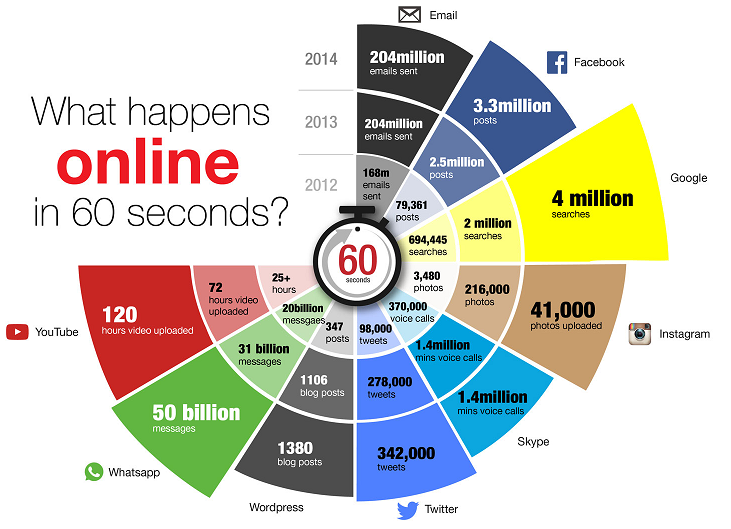 What happens
online
in 60 seconds?
2014
2013
2012
Email
204million
emails sent
204million
emails sent
168m
emails
sent
Facebook
3.3million
posts
2.5million
posts
79,361
posts
Google
4 million
searches
2 million
searches
694,445
searches
Instagram
41,000
photos uploaded
216,000
photos
3,480
photos
Skype
1.4million
mins voice calls
1.4million
mins voice calls
370,000
voice calls
Twitter
342,000
tweets
278,000
tweets
98,000
tweets
Wordpress
1380
blog posts
1106
blog posts
347
posts
Whatsapp
50 billion
messages
31 billion
messages
20billion
messgaes
YouTube
120
hours video uploaded
72
hours video
uploaded
25+
hours
60
seconds